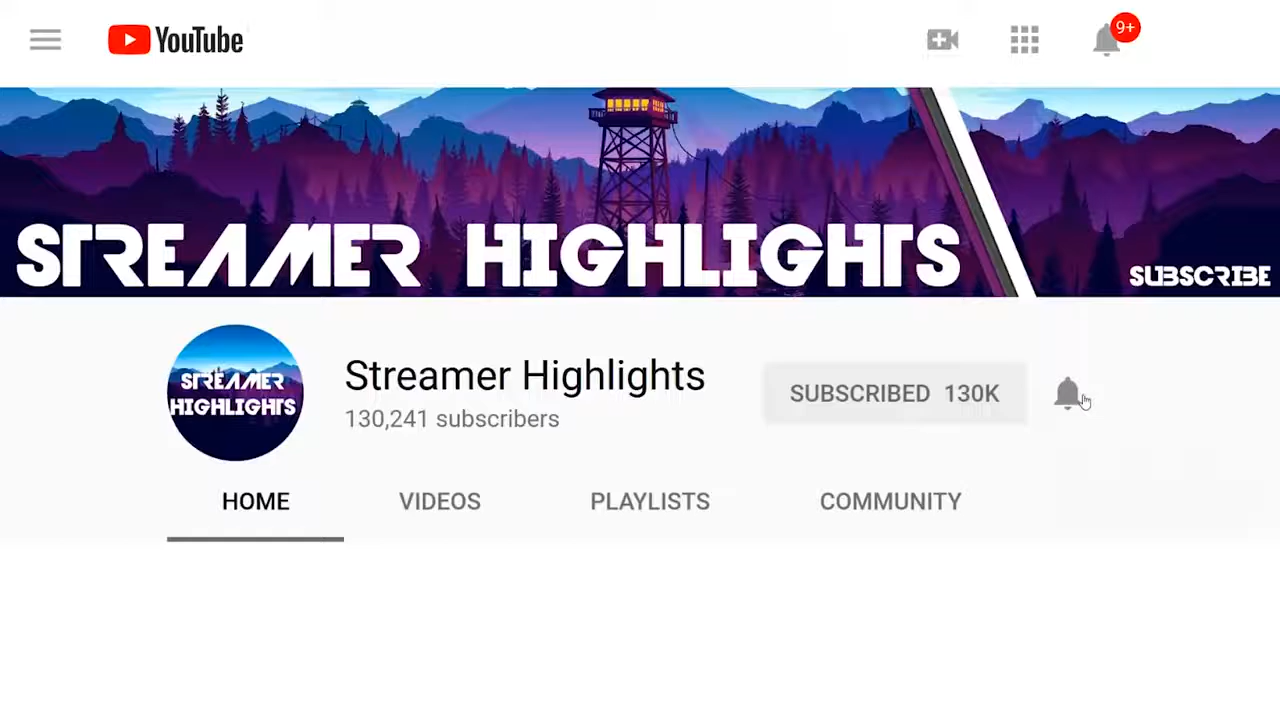 YouTube
9+
STREAMER HIGHLIGHTS
SUBSCRIBE
STREAMER
HIGHLIGHTS
Streamer Highlights
130,241 subscribers
SUBSCRIBED 130K
HOME VIDEOS PLAYLISTS COMMUNITY